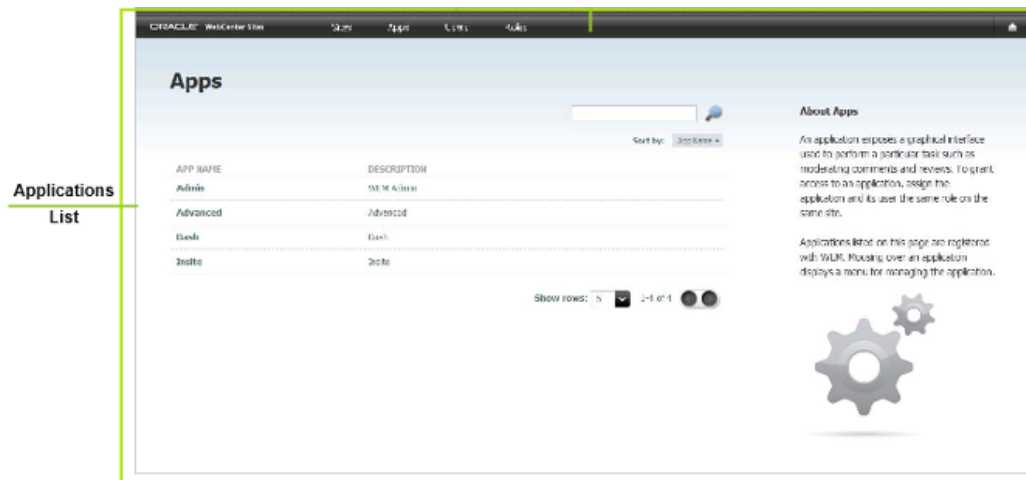 ORACLE WebCenter Sites Sites Apps Users Roles
Apps
About Apps
Sort by: App Name
An application exposes a graphical interface
used to perform a particular task such as
moderating comments and reviews. To grant
access to an application, assign the
application and its user the same role on the
same site.
APP NAME DESCRIPTION
Admin WEM Admin
Applications
List
Advanced Advanced
Dash Dash
Insite Insite
Applications listed on this page are registered
with WEM. Mousing over an application
displays a menu for managing the application.
Show rows: 5 1-4 of 4